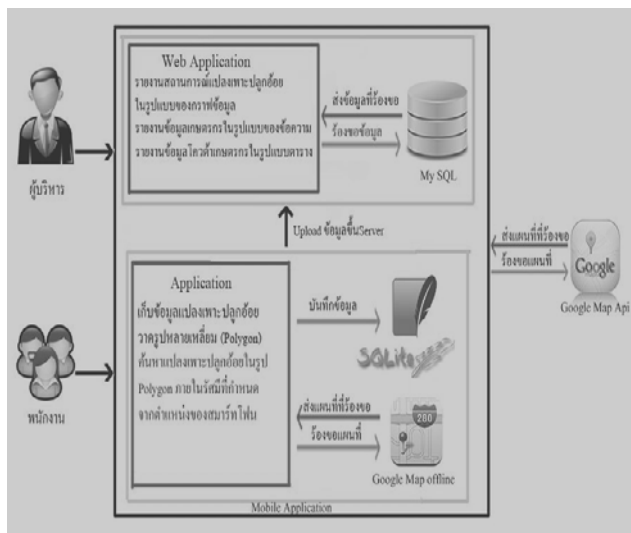 Web Application
รายงานสถานการณ์แปลงเพาะปลูกอ้อย
ในรูปแบบของกราฟข้อมูล
รายงานข้อมูลเกษตรกรในรูปแบบของข้อความ
รายงานข้อมูลโควต้าเกษตรกรในรูปแบบตาราง
ส่งข้อมูลที่ร้องขอ
ร้องขอข้อมูล
My SQL
ผู้บริหาร
Upload ข้อมูลขึ้นServer
ส่งแผนที่ที่ร้องขอ
ร้องขอแผนที่
Google
Google Map Api
Application
เก็บข้อมูลแปลงเพาะปลูกอ้อย
วาดรูปหลายเหลี่ยม (Polygon)
ค้นหาแปลงเพาะปลูกอ้อยในรูป
Polygon ภายในรัศมีที่กำหนด
จากตำแหน่งของสมาร์ทโฟน
บันทึกข้อมูล
SQLite
ส่งแผนที่ที่ร้องขอ
ร้องขอแผนที่
280
Google Map offline
พนักงาน
Mobile Application